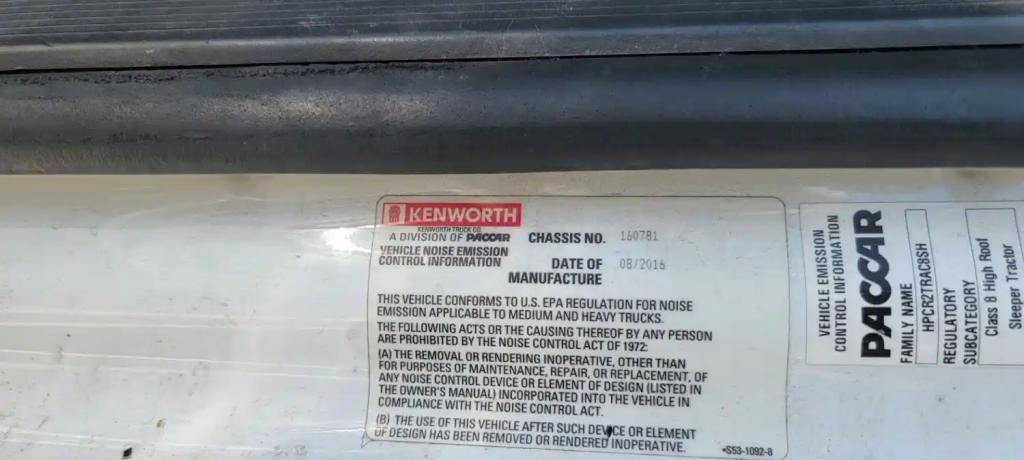 KENWORTH
KENWORTH TRUCK CO.
A DIVISION OF PACCAR
VEHICLE NOISE EMISSION
CONTROL INFORMATION
CHASSIS NO. 160781
DATE OF 08/2016
MANUFACTURE
THIS VEHICLE CONFORMS TO U.S. EPA REGULATION FOR NOISE
EMISSION APPLICABLE TO MEDIUM AND HEAVY TRUCKS.
THE FOLLOWING ACTS OR THE CAUSING THEREOF BY ANY PERSON
ARE PROHIBITED BY THE NOISE CONTROL ACT OF 1972:
(A) THE REMOVAL OR RENDERING INOPERATIVE, OTHER THAN
FOR PURPOSES OF MAINTENANCE, REPAIR, OR REPLACEMENT, OF
ANY NOISE CONTROL DEVICE OR ELEMENT OF DESIGN (LISTED IN
THE OWNER'S MANUAL) INCORPORATED INTO THE VEHICLE IN
COMPLIANCE WITH THE NOISE CONTROL ACT.
(B) THE USE OF THIS VEHICLE AFTER SUCH DEVICE OR ELEMENT
OF DESIGN HAS BEEN REMOVED OR RENDERED INOPERATIVE.
*S53-1092-8
VEHICLE EMISSION
CONTROL INFORMATION
PACCAR
FAMILY NAME
HPCR2TRAC8SH
REGULATORY
SUBCATEGORY
Class 8 High Roof
Sleeper Tractor